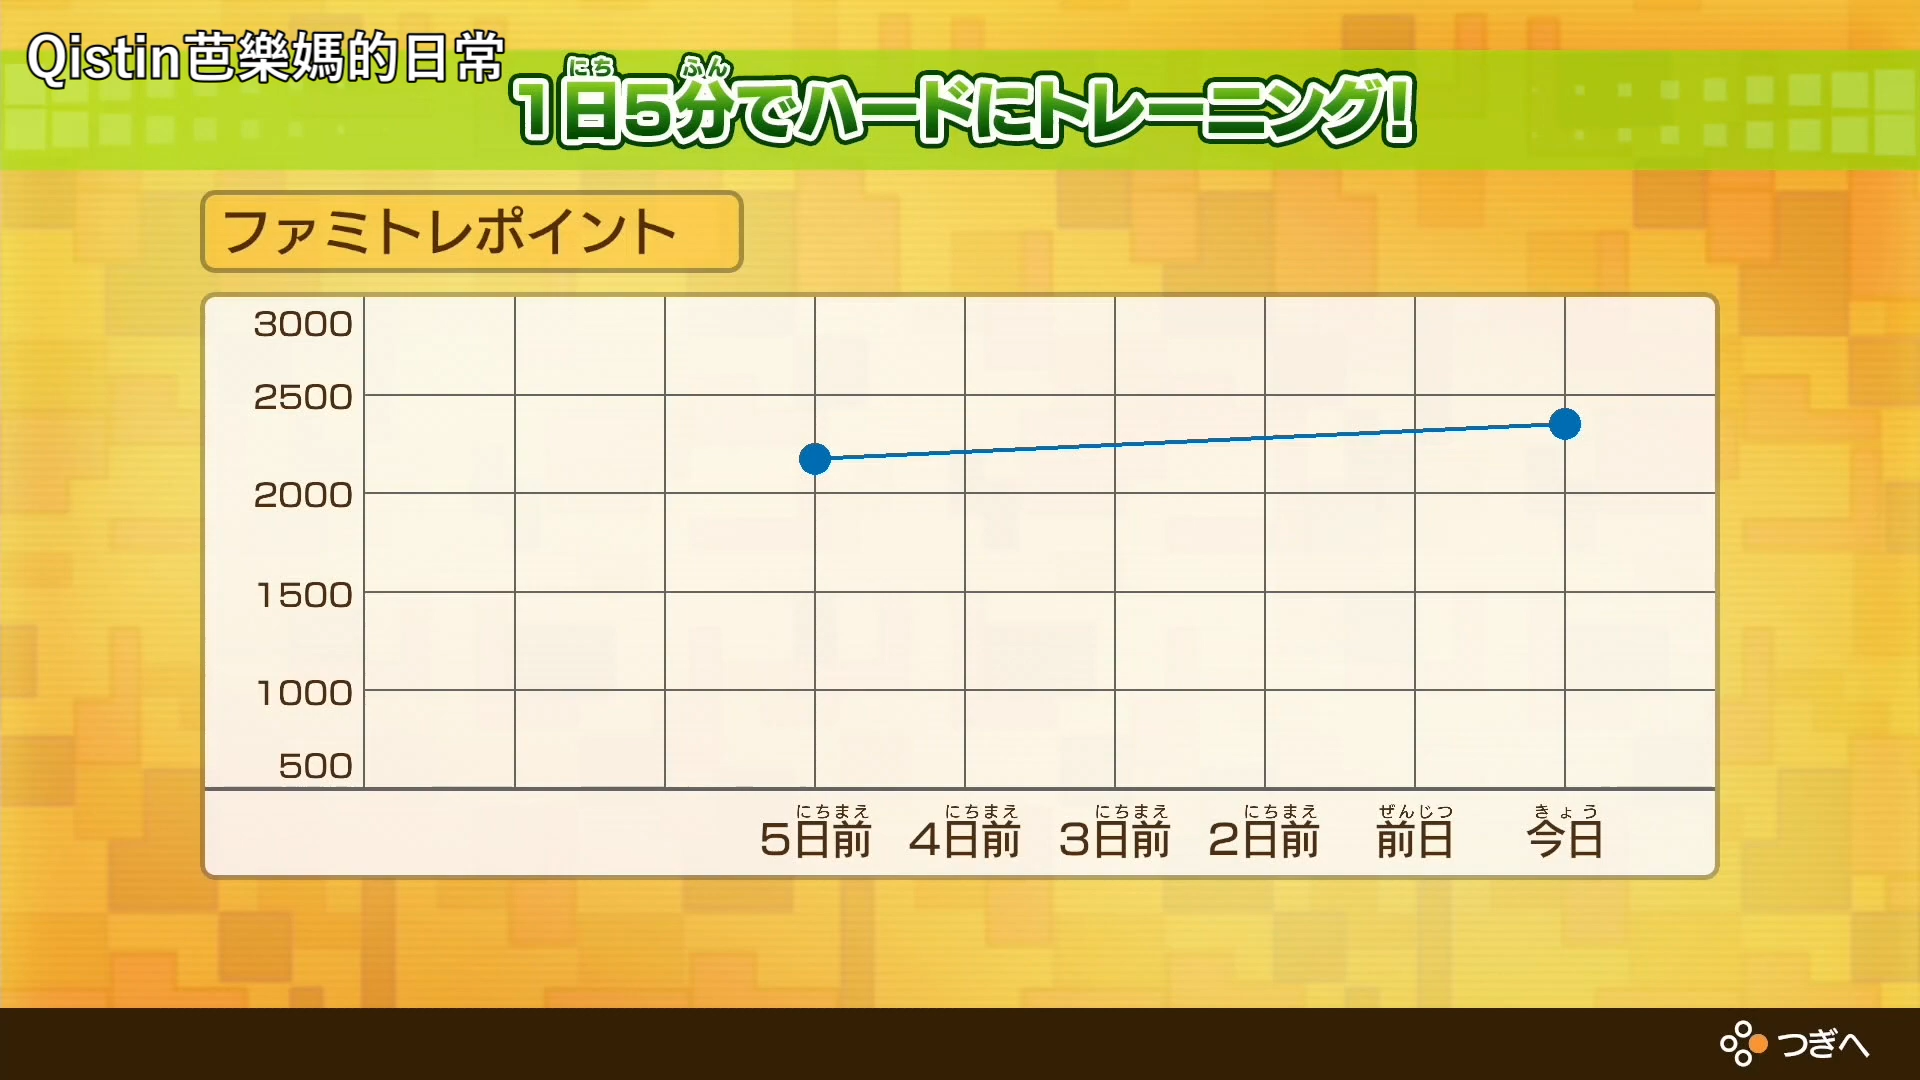 Qistin芭樂媽的日常
にち ふん
1日5分でハードにトレーニング!
ファミトレポイント
3000
2500
2000
1500
1000
500
にちまえ にちまえ にちまえ にちまえ ぜんじつ きょう
5日前 4日前 3日前 2日前 前日 今日
つぎへ